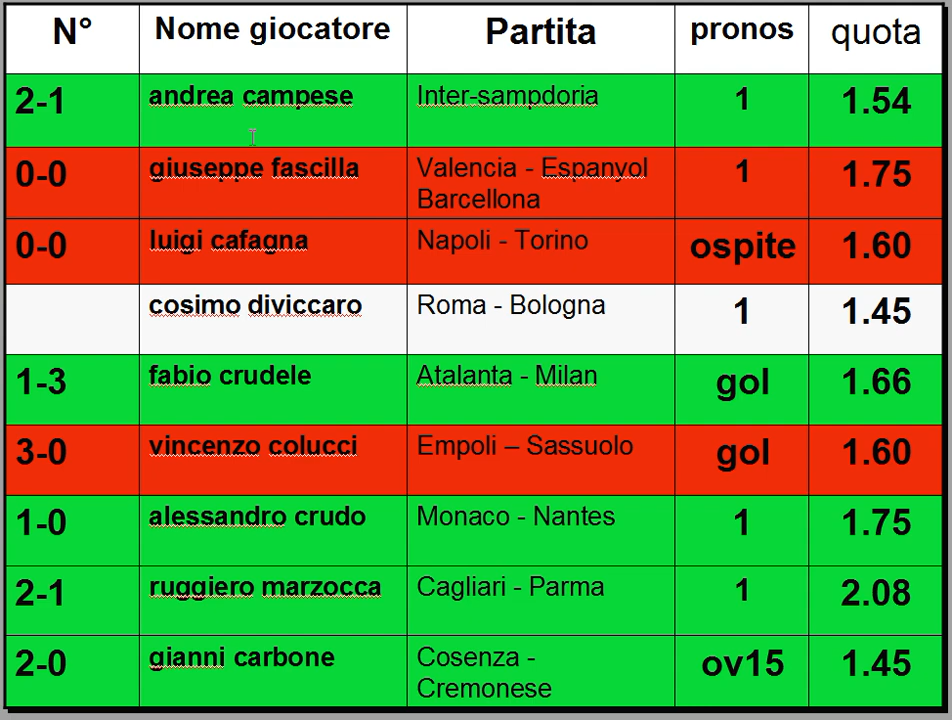 N° Nome giocatore Partita pronos quota
2-1 andrea campese Inter-sampdoria 1 1.54
0-0 giuseppe fascilla Valencia - Espanyol 1 1.75
Barcellona
0-0 luigi cafagna Napoli - Torino ospite 1.60
cosimo diviccaro Roma - Bologna 1 1.45
1-3 fabio crudele Atalanta - Milan gol 1.66
3-0 vincenzo colucci Empoli – Sassuolo gol 1.60
1-0 alessandro crudo Monaco - Nantes 1 1.75
2-1 ruggiero marzocca Cagliari - Parma 1 2.08
2-0 gianni carbone Cosenza - ov15 1.45
Cremonese